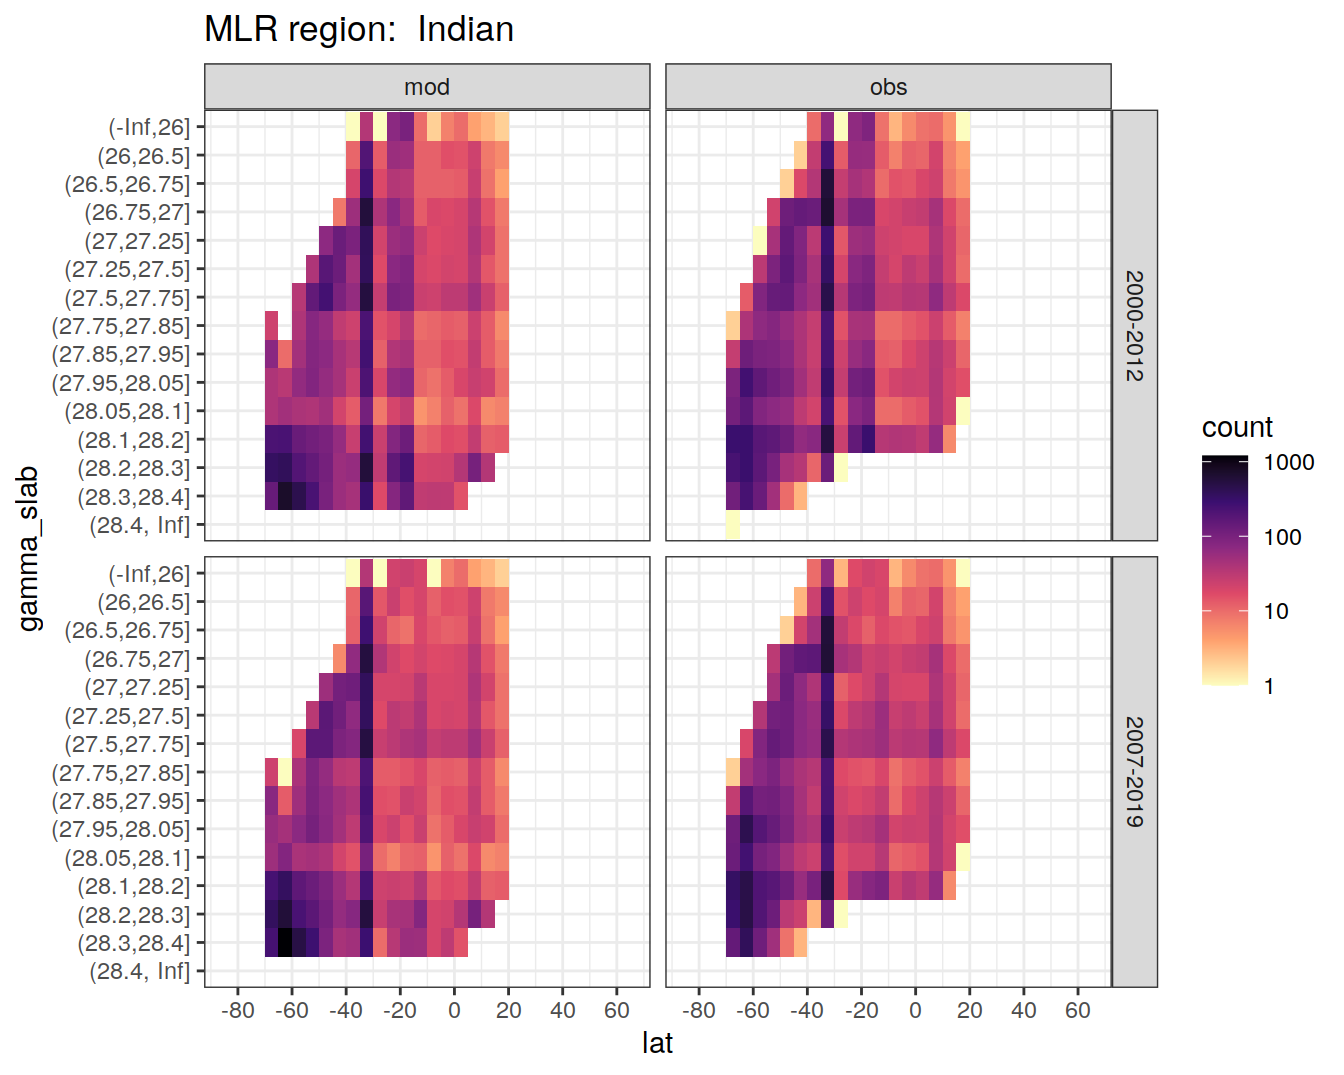 MLR region:  Indian
mod
obs
(-Inf,26]
(26,26.5]
(26.5,26.75]
(26.75,27]
(27,27.25]
(27.25,27.5]
(27.5,27.75]
(27.75,27.85]
(27.85,27.95]
(27.95,28.05]
(28.05,28.1]
(28.1,28.2]
(28.2,28.3]
(28.3,28.4]
(28.4, Inf]
2000-2012
(-Inf,26]
(26,26.5]
(26.5,26.75]
(26.75,27]
(27,27.25]
(27.25,27.5]
(27.5,27.75]
(27.75,27.85]
(27.85,27.95]
(27.95,28.05]
(28.05,28.1]
(28.1,28.2]
(28.2,28.3]
(28.3,28.4]
(28.4, Inf]
2007-2019
gamma_slab
-80 -60 -40 -20 0 20 40 60
-80 -60 -40 -20 0 20 40 60
lat
count
1000
100
10
1